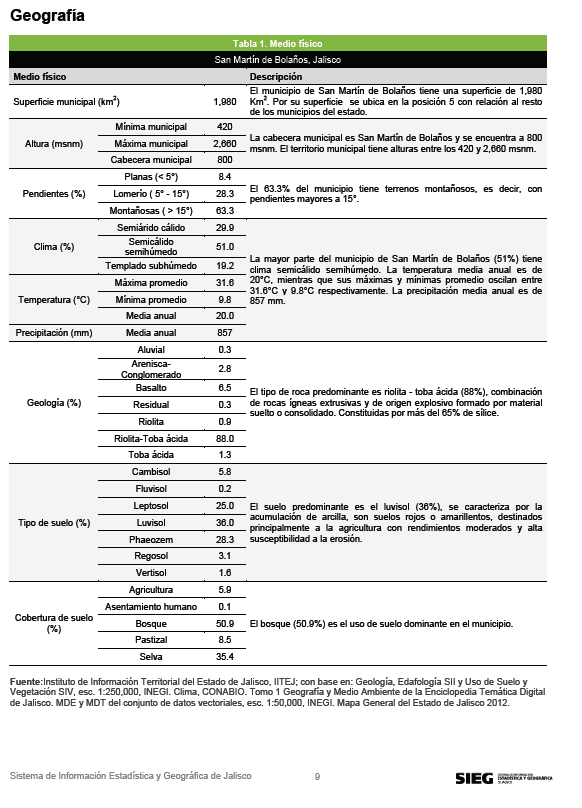 Geografía
Tabla 1. Medio físico
San Martín de Bolaños, Jalisco
Medio físico Descripción
Superficie municipal (km2) 1,980 El municipio de San Martín de Bolaños tiene una superficie de 1,980
Km2. Por su superficie se ubica en la posición 5 con relación al resto
de los municipios del estado.
Altura (msnm)
Mínima municipal 420
Máxima municipal 2,660
Cabecera municipal 800
La cabecera municipal es San Martín de Bolaños y se encuentra a 800
msnm. El territorio municipal tiene alturas entre los 420 y 2,660 msnm.
Pendientes (%)
Planas (< 5°) 8.4
Lomerío ( 5° - 15°) 28.3
Montañosas ( > 15°) 63.3
El 63.3% del municipio tiene terrenos montañosos, es decir, con
pendientes mayores a 15°.
Clima (%)
Semiárido cálido 29.9
Semicálido
semihúmedo 51.0
Templado subhúmedo 19.2
Temperatura (°C)
Máxima promedio 31.6
Mínima promedio 9.8
Media anual 20.0
Precipitación (mm) Media anual 857
La mayor parte del municipio de San Martín de Bolaños (51%) tiene
clima semicálido semihúmedo. La temperatura media anual es de
20°C, mientras que sus máximas y mínimas promedio oscilan entre
31.6°C y 9.8°C respectivamente. La precipitación media anual es de
857 mm.
Geología (%)
Aluvial 0.3
Arenisca-
Conglomerado 2.8
Basalto 6.5
Residual 0.3
Riolita 0.9
Riolita-Toba ácida 88.0
Toba ácida 1.3
El tipo de roca predominante es riolita - toba ácida (88%), combinación
de rocas ígneas extrusivas y de origen explosivo formado por material
suelto o consolidado. Constituidas por más del 65% de sílice.
Tipo de suelo (%)
Cambisol 5.8
Fluvisol 0.2
Leptosol 25.0
Luvisol 36.0
Phaeozem 28.3
Regosol 3.1
Vertisol 1.6
El suelo predominante es el luvisol (36%), se caracteriza por la
acumulación de arcilla, son suelos rojos o amarillentos, destinados
principalmente a la agricultura con rendimientos moderados y alta
susceptibilidad a la erosión.
Cobertura de suelo
(%)
Agricultura 5.9
Asentamiento humano 0.1
Bosque 50.9
Pastizal 8.5
Selva 35.4
El bosque (50.9%) es el uso de suelo dominante en el municipio.
Fuente:Instituto de Información Territorial del Estado de Jalisco, IITEJ; con base en: Geología, Edafología SII y Uso de Suelo y
Vegetación SIV, esc. 1:250,000, INEGI. Clima, CONABIO. Tomo 1 Geografía y Medio Ambiente de la Enciclopedia Temática Digital
de Jalisco. MDE y MDT del conjunto de datos vectoriales, esc. 1:50,000, INEGI. Mapa General del Estado de Jalisco 2012.
Sistema de Información Estadística y Geográfica de Jalisco 9
SIEG
SISTEMA DE INFORMACIÓN
ESTADÍSTICA Y GEOGRÁFICA
DE JALISCO